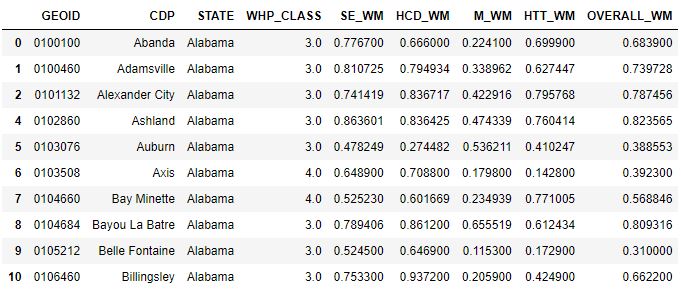 GEOID CDP STATE WHP_CLASS SE_WM HCD_WM M_WM HTT_WM OVERALL_WM
0 0100100 Abanda Alabama 3.0 0.776700 0.666000 0.224100 0.699900 0.683900
1 0100460 Adamsville Alabama 3.0 0.810725 0.794934 0.338962 0.627447 0.739728
2 0101132 Alexander City Alabama 3.0 0.741419 0.836717 0.422916 0.795768 0.787456
4 0102860 Ashland Alabama 3.0 0.863601 0.836425 0.474339 0.760414 0.823565
5 0103076 Auburn Alabama 3.0 0.478249 0.274482 0.536211 0.410247 0.388553
6 0103508 Axis Alabama 4.0 0.648900 0.708800 0.179800 0.142800 0.392300
7 0104660 Bay Minette Alabama 4.0 0.525230 0.601669 0.234939 0.771005 0.568846
8 0104684 Bayou La Batre Alabama 3.0 0.789406 0.861200 0.655519 0.612434 0.809316
9 0105212 Belle Fontaine Alabama 3.0 0.524500 0.646900 0.115300 0.172900 0.310000
10 0106460 Billingsley Alabama 3.0 0.753300 0.937200 0.205900 0.424900 0.662200